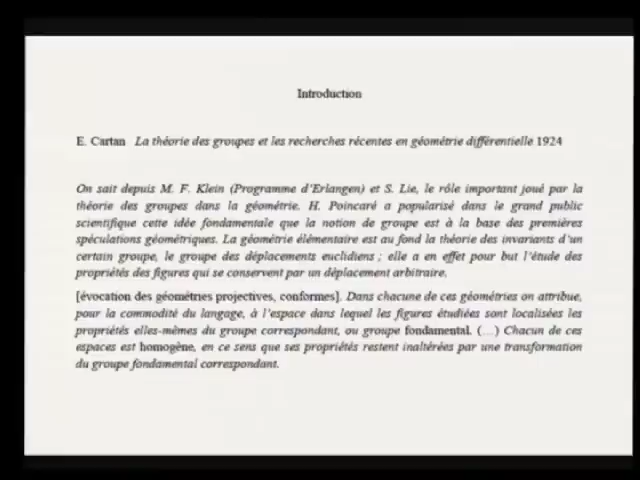 Introduction
E. Cartan La théorie des groupes et les recherches récentes en géométrie différentielle 1924
On sait depuis M. F. Klein (Programme d'Erlangen) et S. Lie, le rôle important joué par la
théorie des groupes dans la géométrie. H. Poincaré a popularisé dans le grand public
scientifique cette idée fondamentale que la notion de groupe est à la base des premières
spéculations géométriques. La géométrie élémentaire est au fond la théorie des invariants d'un
certain groupe, le groupe des déplacements euclidiens ; elle a en effet pour but l'étude des
propriétés des figures qui se conservent par un déplacement arbitraire.
[évocation des géométries projectives, conformes]. Dans chacune de ces géométries on attribue,
pour la commodité du langage, à l'espace dans lequel les figures étudiées sont localisées les
propriétés elles-mêmes du groupe correspondant, ou groupe fondamental. (…) Chacun de ces
espaces est homogène, en ce sens que ses propriétés restent inaltérées par une transformation
du groupe fondamental correspondant.